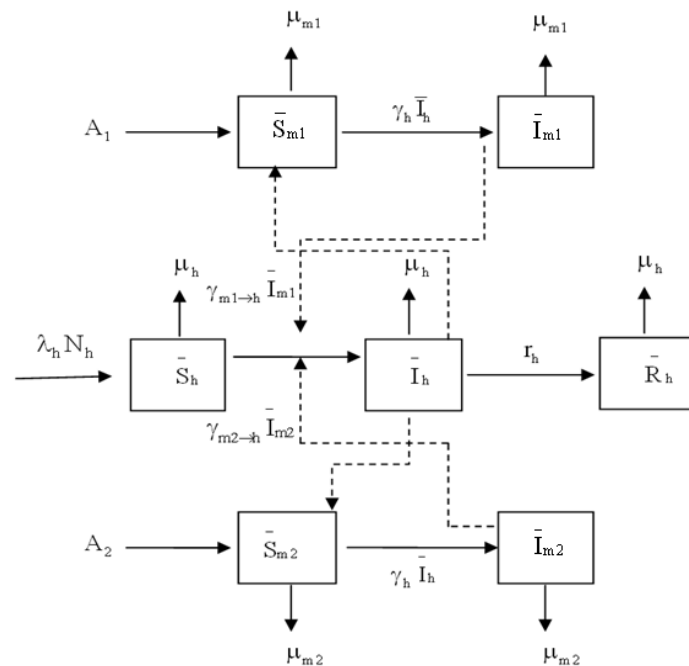 μm1 μm1
A1 S̄m1 γh Īh Īm1
μh γm1→h Īm1 μh μh
λh Nh S̄h Īh rh R̄h
γm2→h Īm2
A2 S̄m2 γh Īh Īm2
μm2 μm2